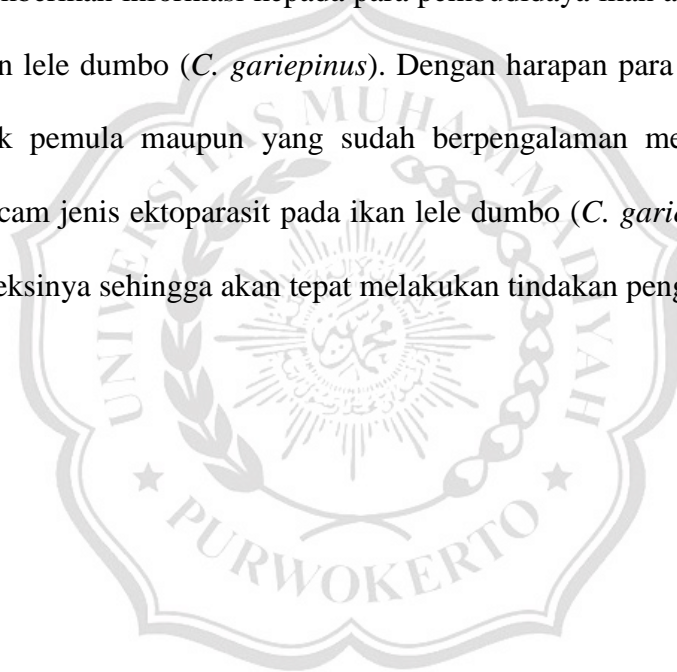 n lele dumbo (C. gariepinus). Dengan harapan para
k pemula maupun yang sudah berpengalaman me
cam jenis ektoparasit pada ikan lele dumbo (C. garie
eksinya sehingga akan tepat melakukan tindakan peng
UNIVERSITAS MUHAMMADIYAH
PURWOKERTO